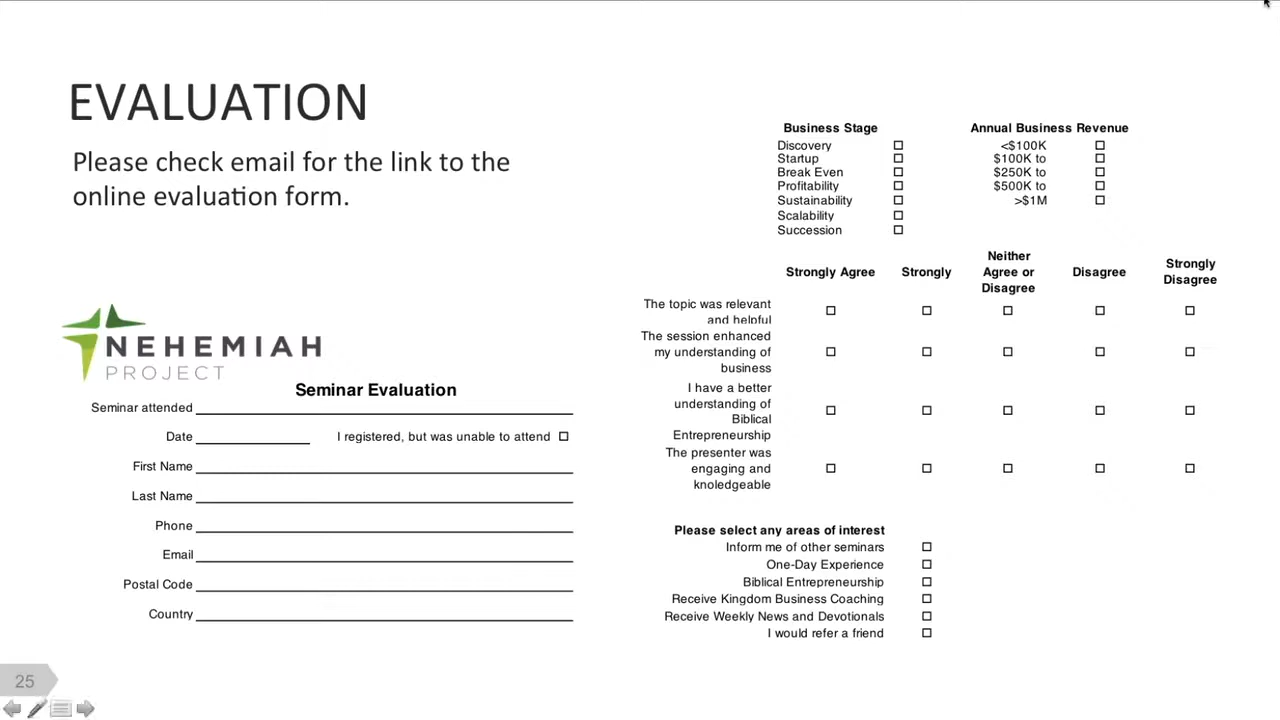 EVALUATION
Please check email for the link to the
online evaluation form.
NEHEMIAH
PROJECT
Seminar Evaluation
Seminar attended
Date
I registered, but was unable to attend
First Name
Last Name
Phone
Email
Postal Code
Country
Business Stage
Discovery
Startup
Break Even
Profitability
Sustainability
Scalability
Succession
Annual Business Revenue
<$100K
$100K to
$250K to
$500K to
>$1M
Strongly Agree
Strongly
Neither
Agree or
Disagree
Disagree
Strongly
Disagree
The topic was relevant
and helpful
The session enhanced
my understanding of
business
I have a better
understanding of
Biblical
Entrepreneurship
The presenter was
engaging and
knoledgeable
Please select any areas of interest
Inform me of other seminars
One-Day Experience
Biblical Entrepreneurship
Receive Kingdom Business Coaching
Receive Weekly News and Devotionals
I would refer a friend
25